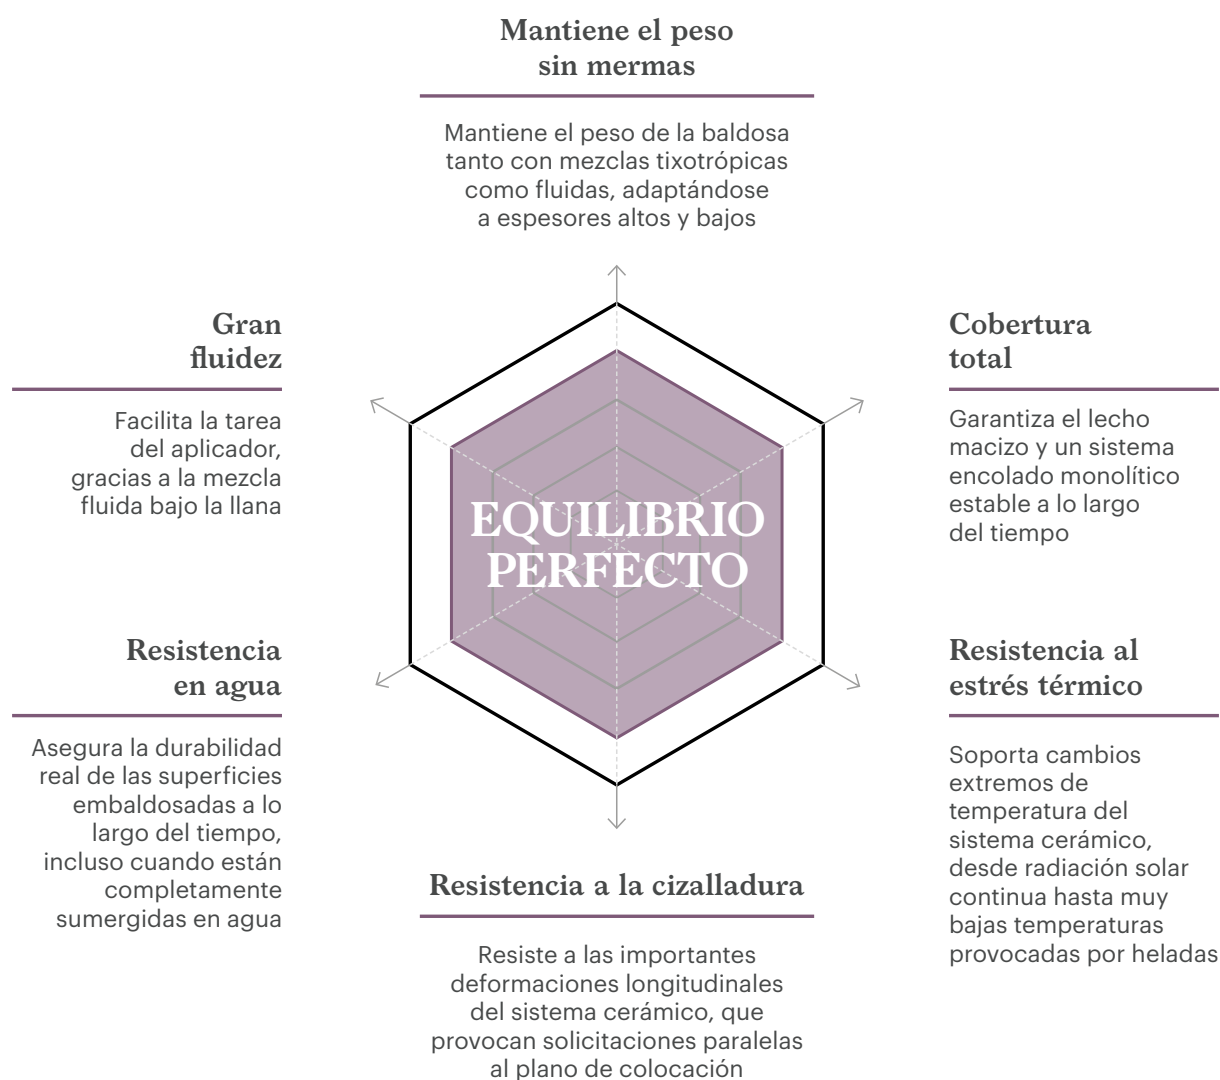 Mantiene el peso
sin mermas
Mantiene el peso de la baldosa
tanto con mezclas tixotrópicas
como fluidas, adaptándose
a espesores altos y bajos
Gran
fluidez
Facilita la tarea
del aplicador,
gracias a la mezcla
fluida bajo la llana
Cobertura
total
Garantiza el lecho
macizo y un sistema
encolado monolítico
estable a lo largo
del tiempo
EQUILIBRIO
PERFECTO
Resistencia
en agua
Asegura la durabilidad
real de las superficies
embaldosadas a lo
largo del tiempo,
incluso cuando están
completamente
sumergidas en agua
Resistencia al
estrés térmico
Soporta cambios
extremos de
temperatura del
sistema cerámico,
desde radiación solar
continua hasta muy
bajas temperaturas
provocadas por heladas
Resistencia a la cizalladura
Resiste a las importantes
deformaciones longitudinales
del sistema cerámico, que
provocan solicitaciones paralelas
al plano de colocación